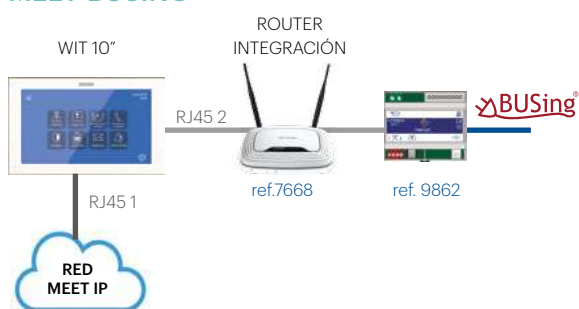 ROUTER
INTEGRACIÓN
WIT 10”
RJ45 2
BUSing
ref.7668
ref. 9862
RJ45 1
RED
MEET IP